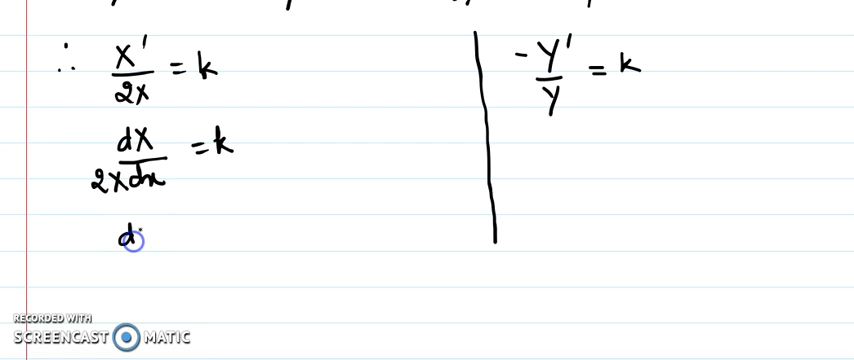 ∴ X'/2X = k
dX/2Xdx = k
d
-Y'/Y = k
RECORDED WITH
SCREENCAST MATIC